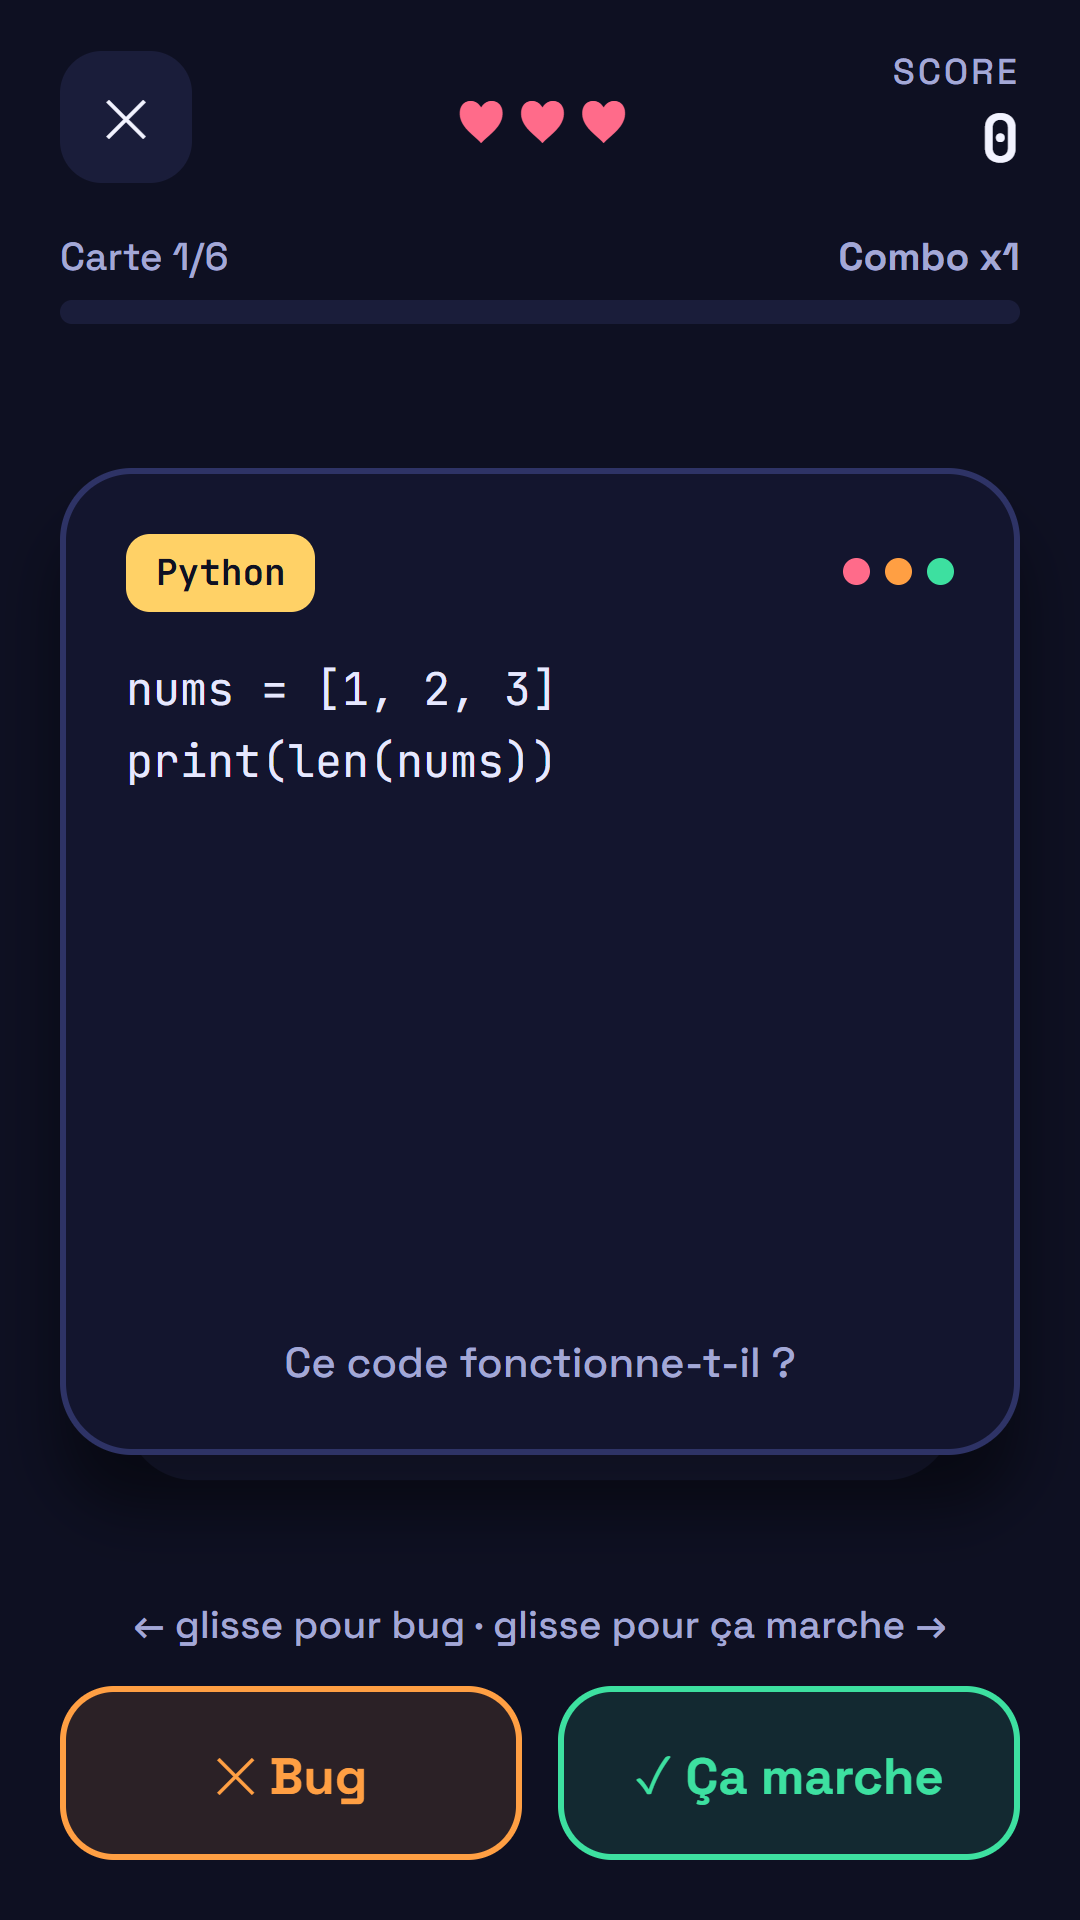 SCORE
0
Carte 1/6
Combo x1
Python
nums = [1, 2, 3]
print(len(nums))
Ce code fonctionne-t-il ?
← glisse pour bug · glisse pour ça marche →
✕ Bug
✓ Ça marche